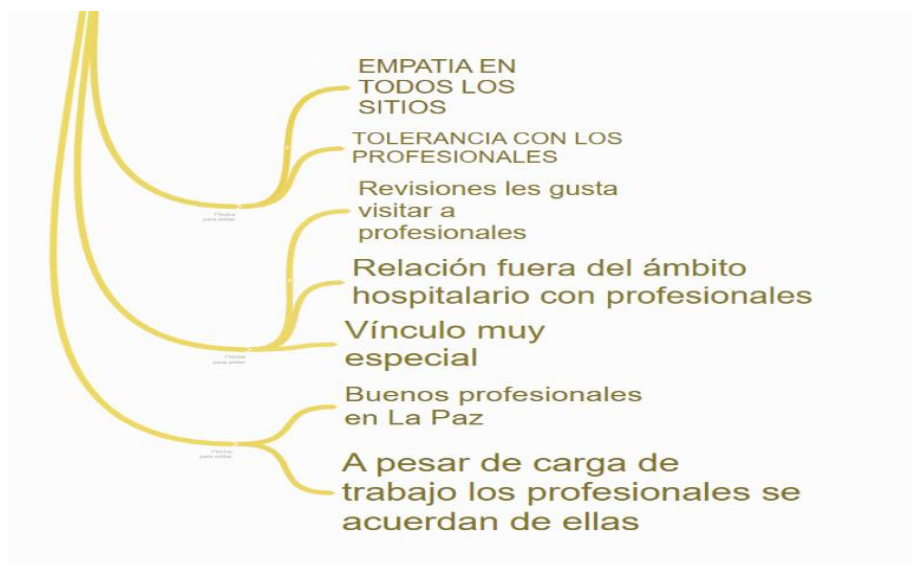 EMPATIA EN
TODOS LOS
SITIOS
TOLERANCIA CON LOS
PROFESIONALES
Revisiones les gusta
visitar a
profesionales
Relación fuera del ámbito
hospitalario con profesionales
Vínculo muy
especial
Buenos profesionales
en La Paz
A pesar de carga de
trabajo los profesionales se
acuerdan de ellas